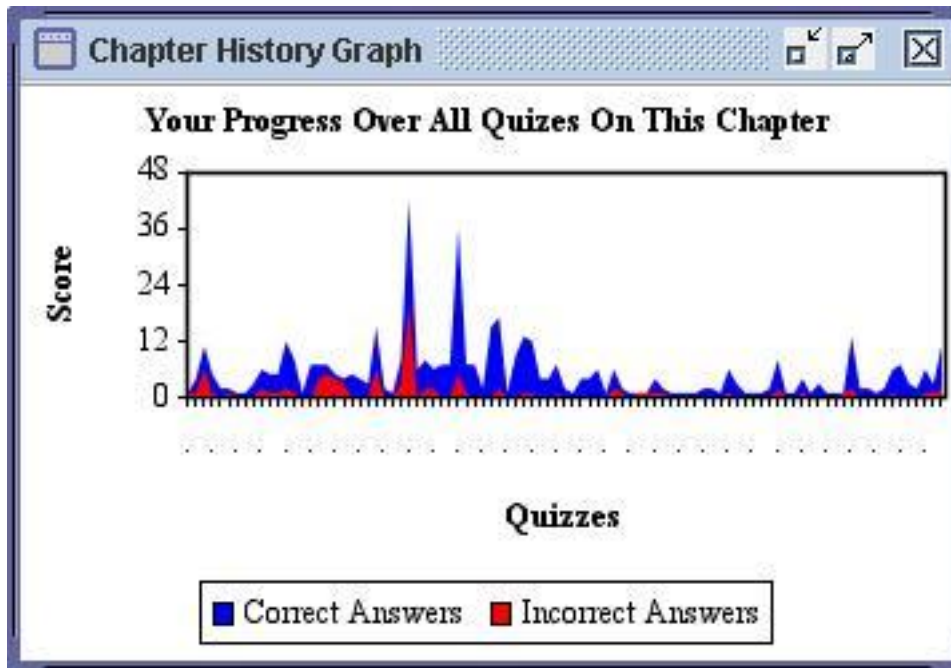 Chapter History Graph
Your Progress Over All Quizes On This Chapter
48
36
24
12
0
Score
Quizzes
Correct Answers
Incorrect Answers